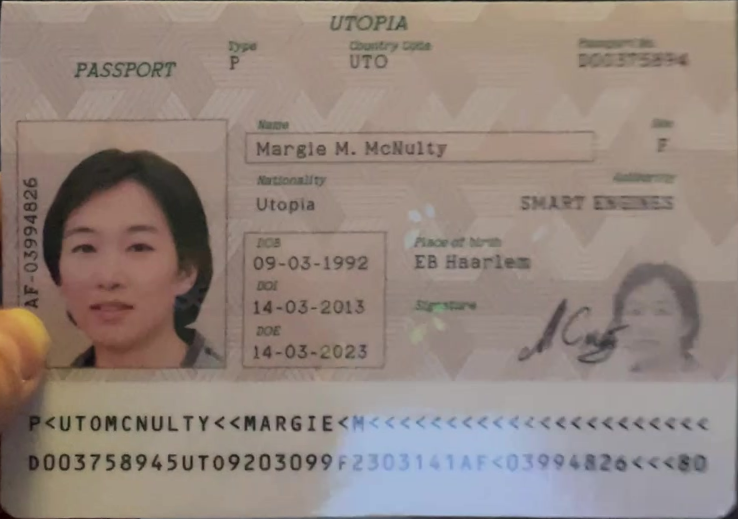 UTOPIA
PASSPORT
Type
P
Country Code
UTO
Passport No.
D00375894
Name
Margie M. McNulty
Sex
F
Nationality
Utopia
Authority
SMART ENGINES
AF-03994826
DOB
09-03-1992
DOI
14-03-2013
DOE
14-03-2023
Place of birth
EB Haarlem
Signature
P<UTOMCNULTY<<MARGIE<M<<<<<<<<<<<<<<<<<<<<<<
D003758945UTO9203099F2303141AF<03994826<<<80